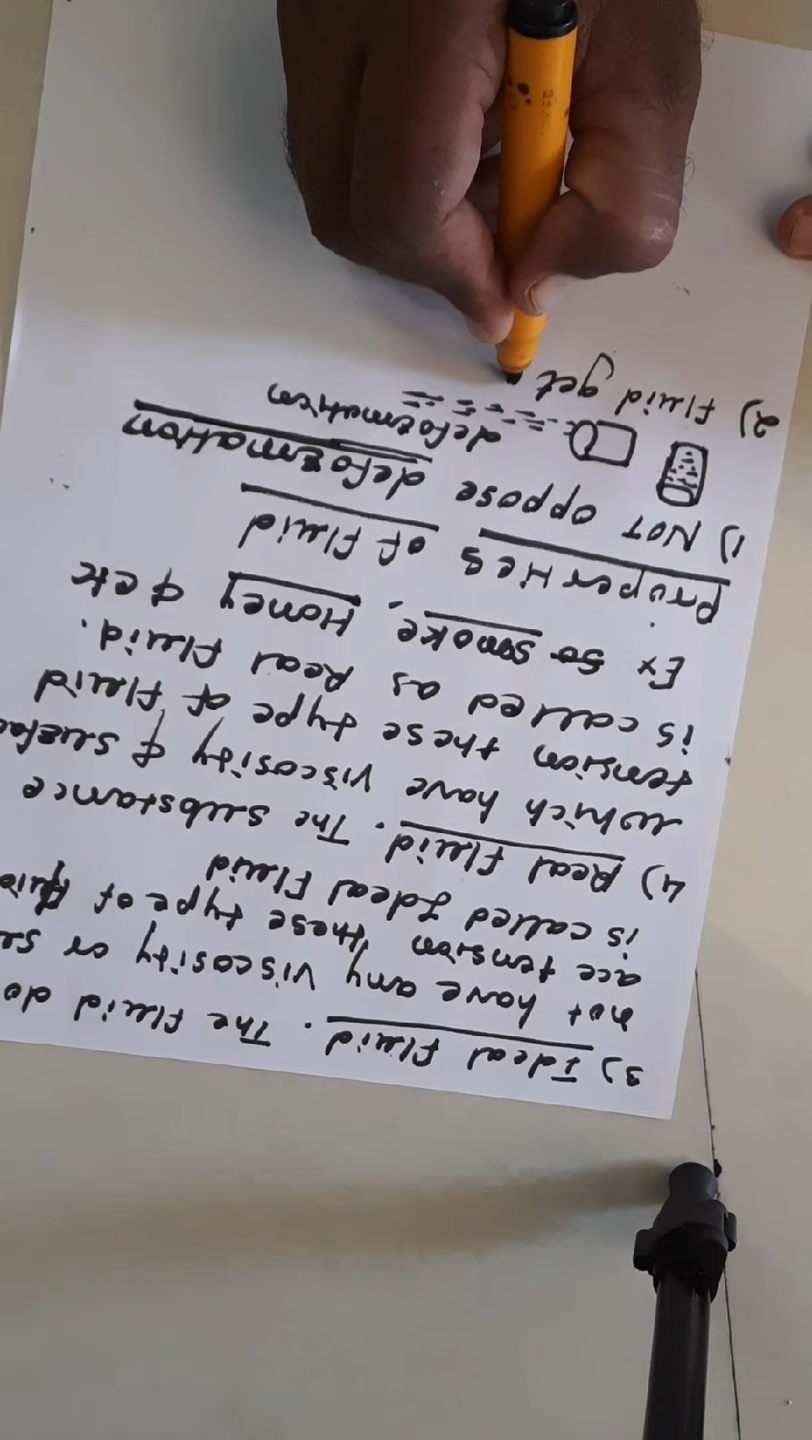 3) Ideal Fluid. The fluid do
not have any viscosity or su
ace tension these type of fluid
is called Ideal Fluid
4) Real Fluid. The substance
which have viscosity & surfac
tension these type of fluid
is called as Real Fluid.
Ex smoke, Honey & etc
Properties of Fluid
1) NOT oppose deformation
deformation
2) Fluid get